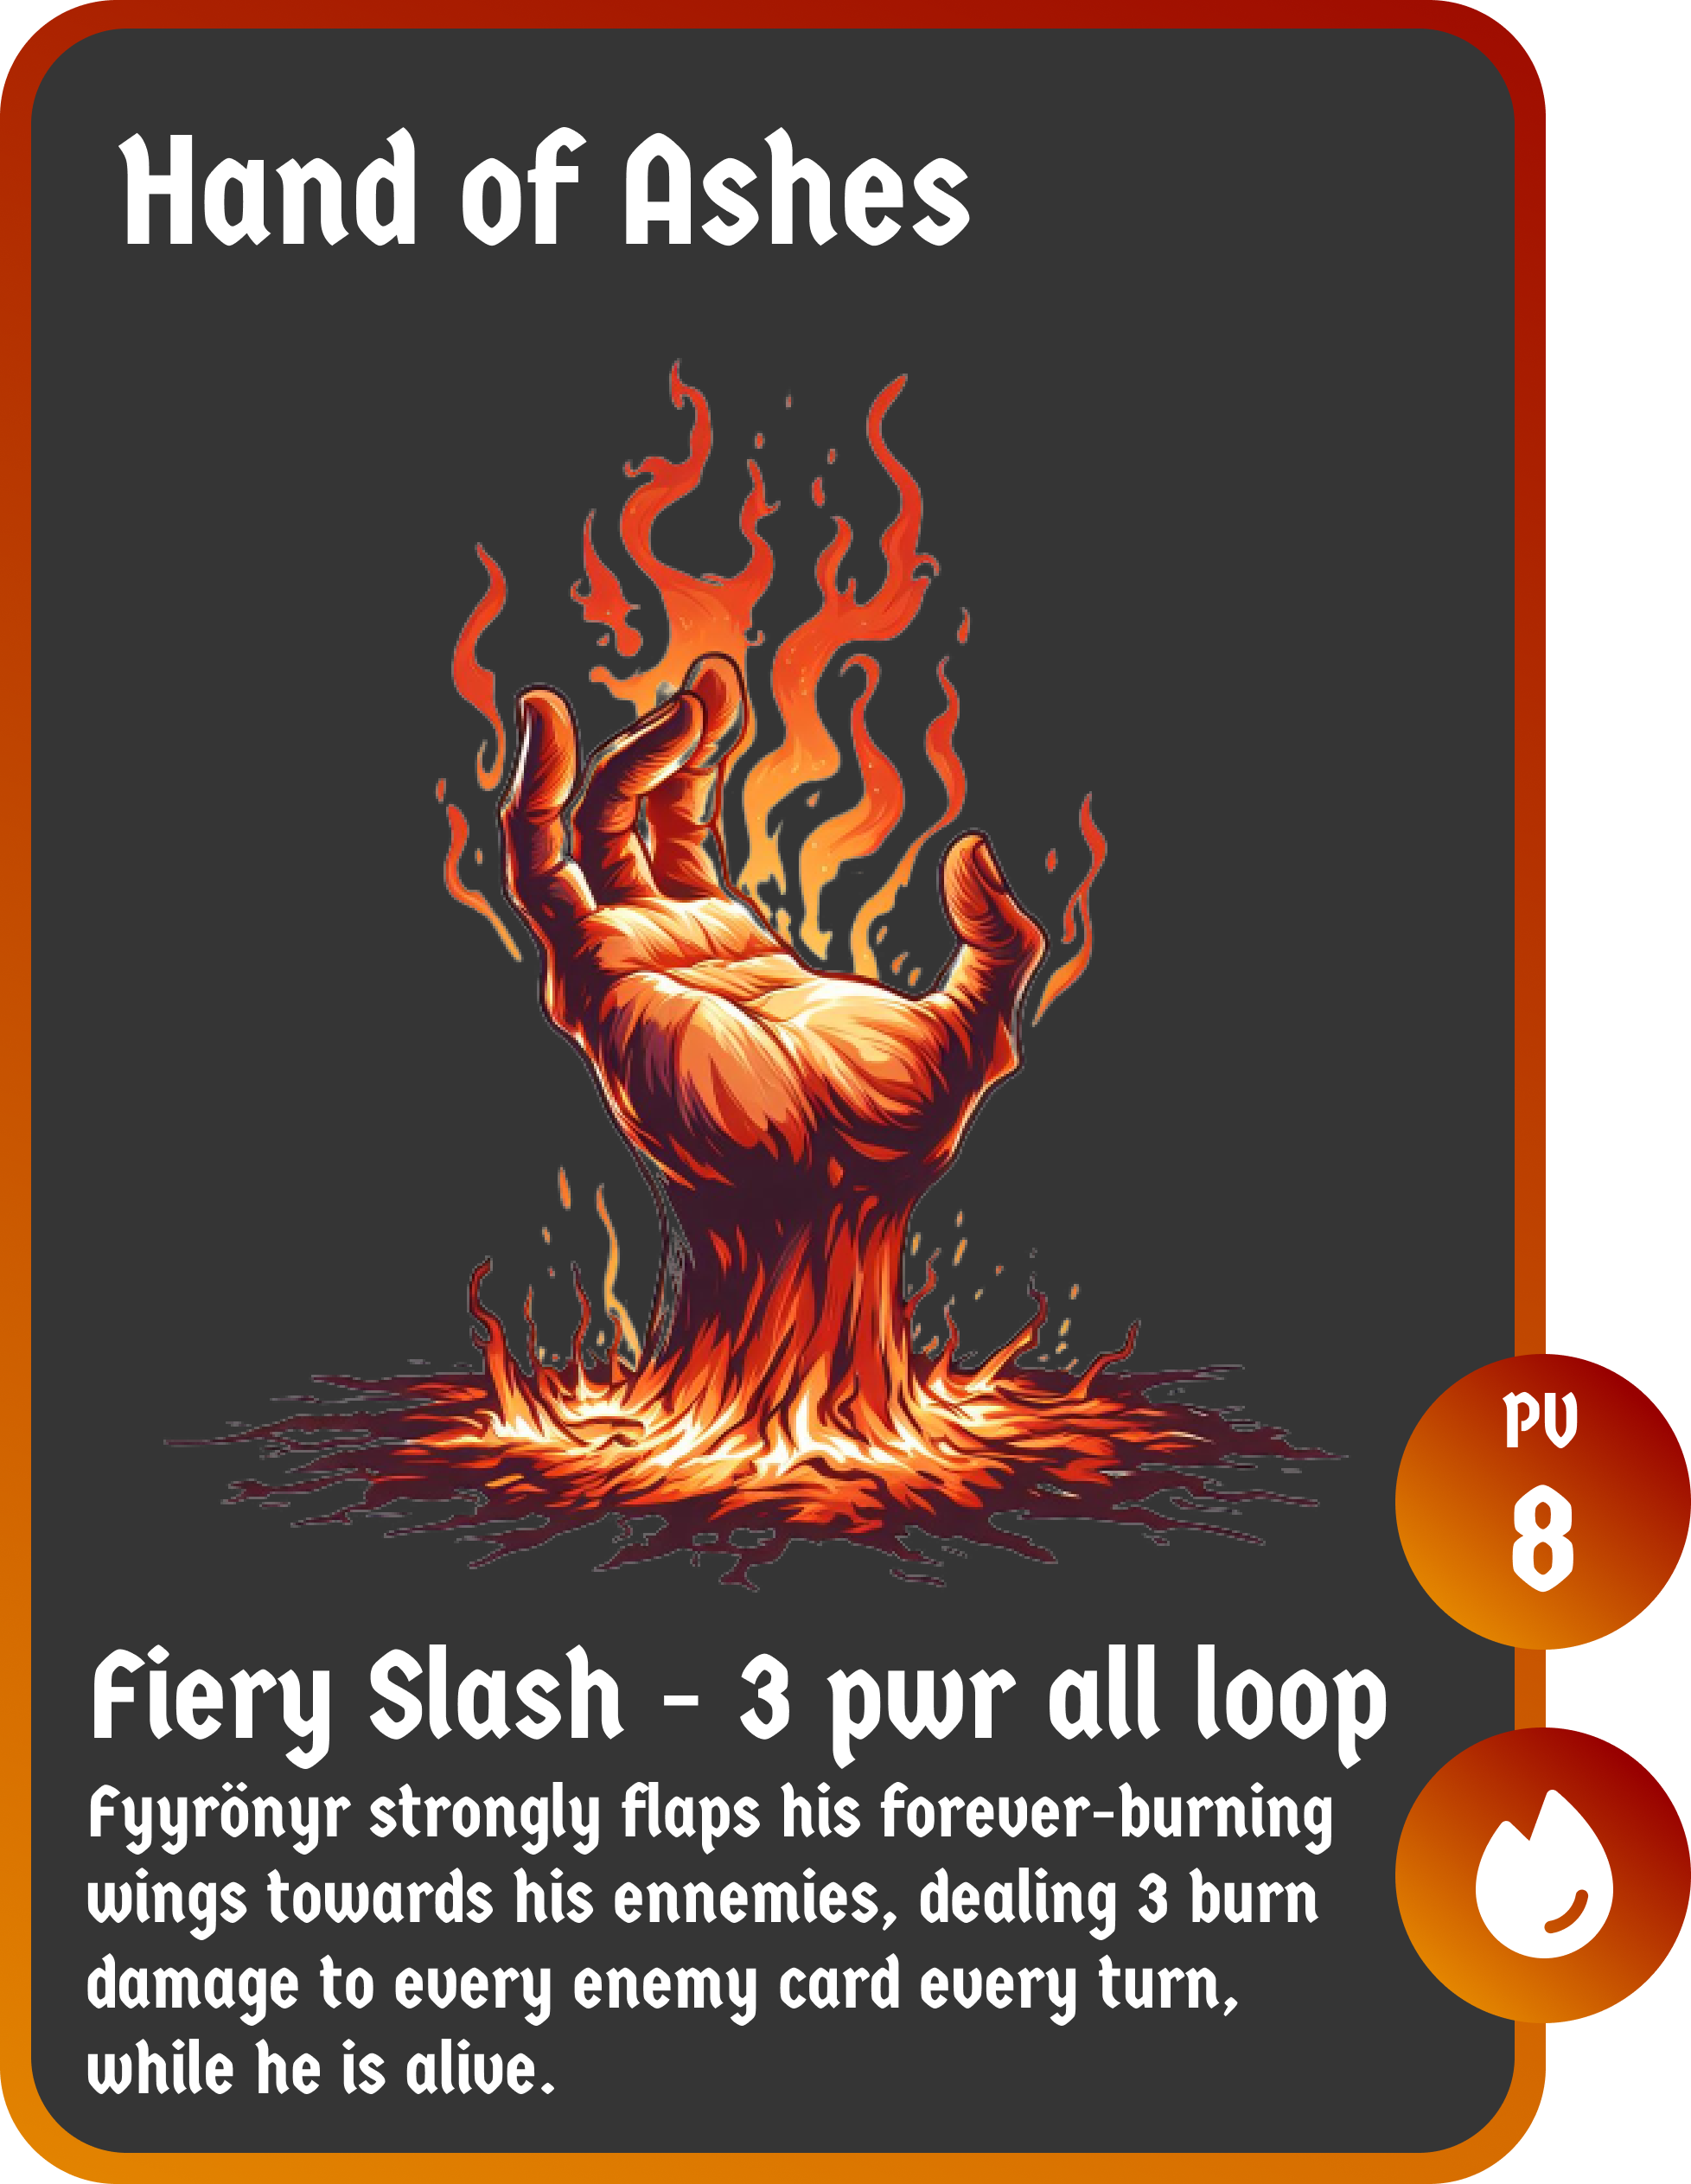 Hand of Ashes
PV
8
Fiery Slash - 3 pwr all loop
Fyyrönyr strongly flaps his forever-burning
wings towards his ennemies, dealing 3 burn
damage to every enemy card every turn,
while he is alive.